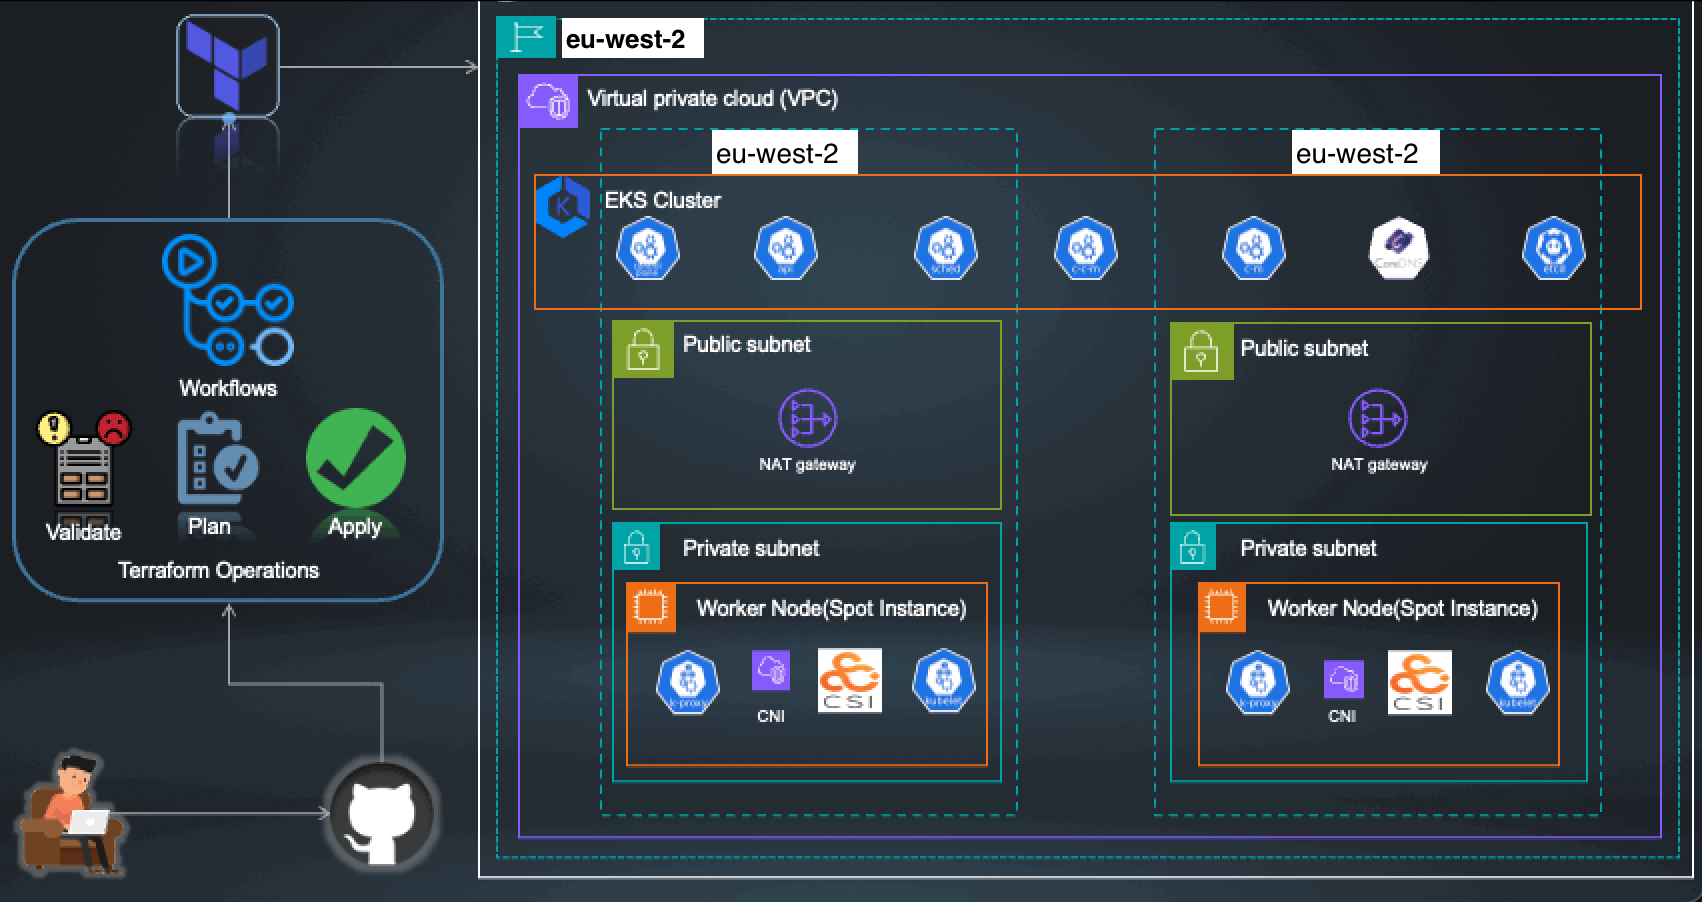 eu-west-2
Virtual private cloud (VPC)
eu-west-2
eu-west-2
EKS Cluster
api
sched
c-c-m
c-m
CoreDNS
etcd
Workflows
Validate
Plan
Apply
Terraform Operations
Public subnet
NAT gateway
Public subnet
NAT gateway
Private subnet
Worker Node(Spot Instance)
k-proxy
CNI
CSI
kubelet
Private subnet
Worker Node(Spot Instance)
k-proxy
CNI
CSI
kubelet